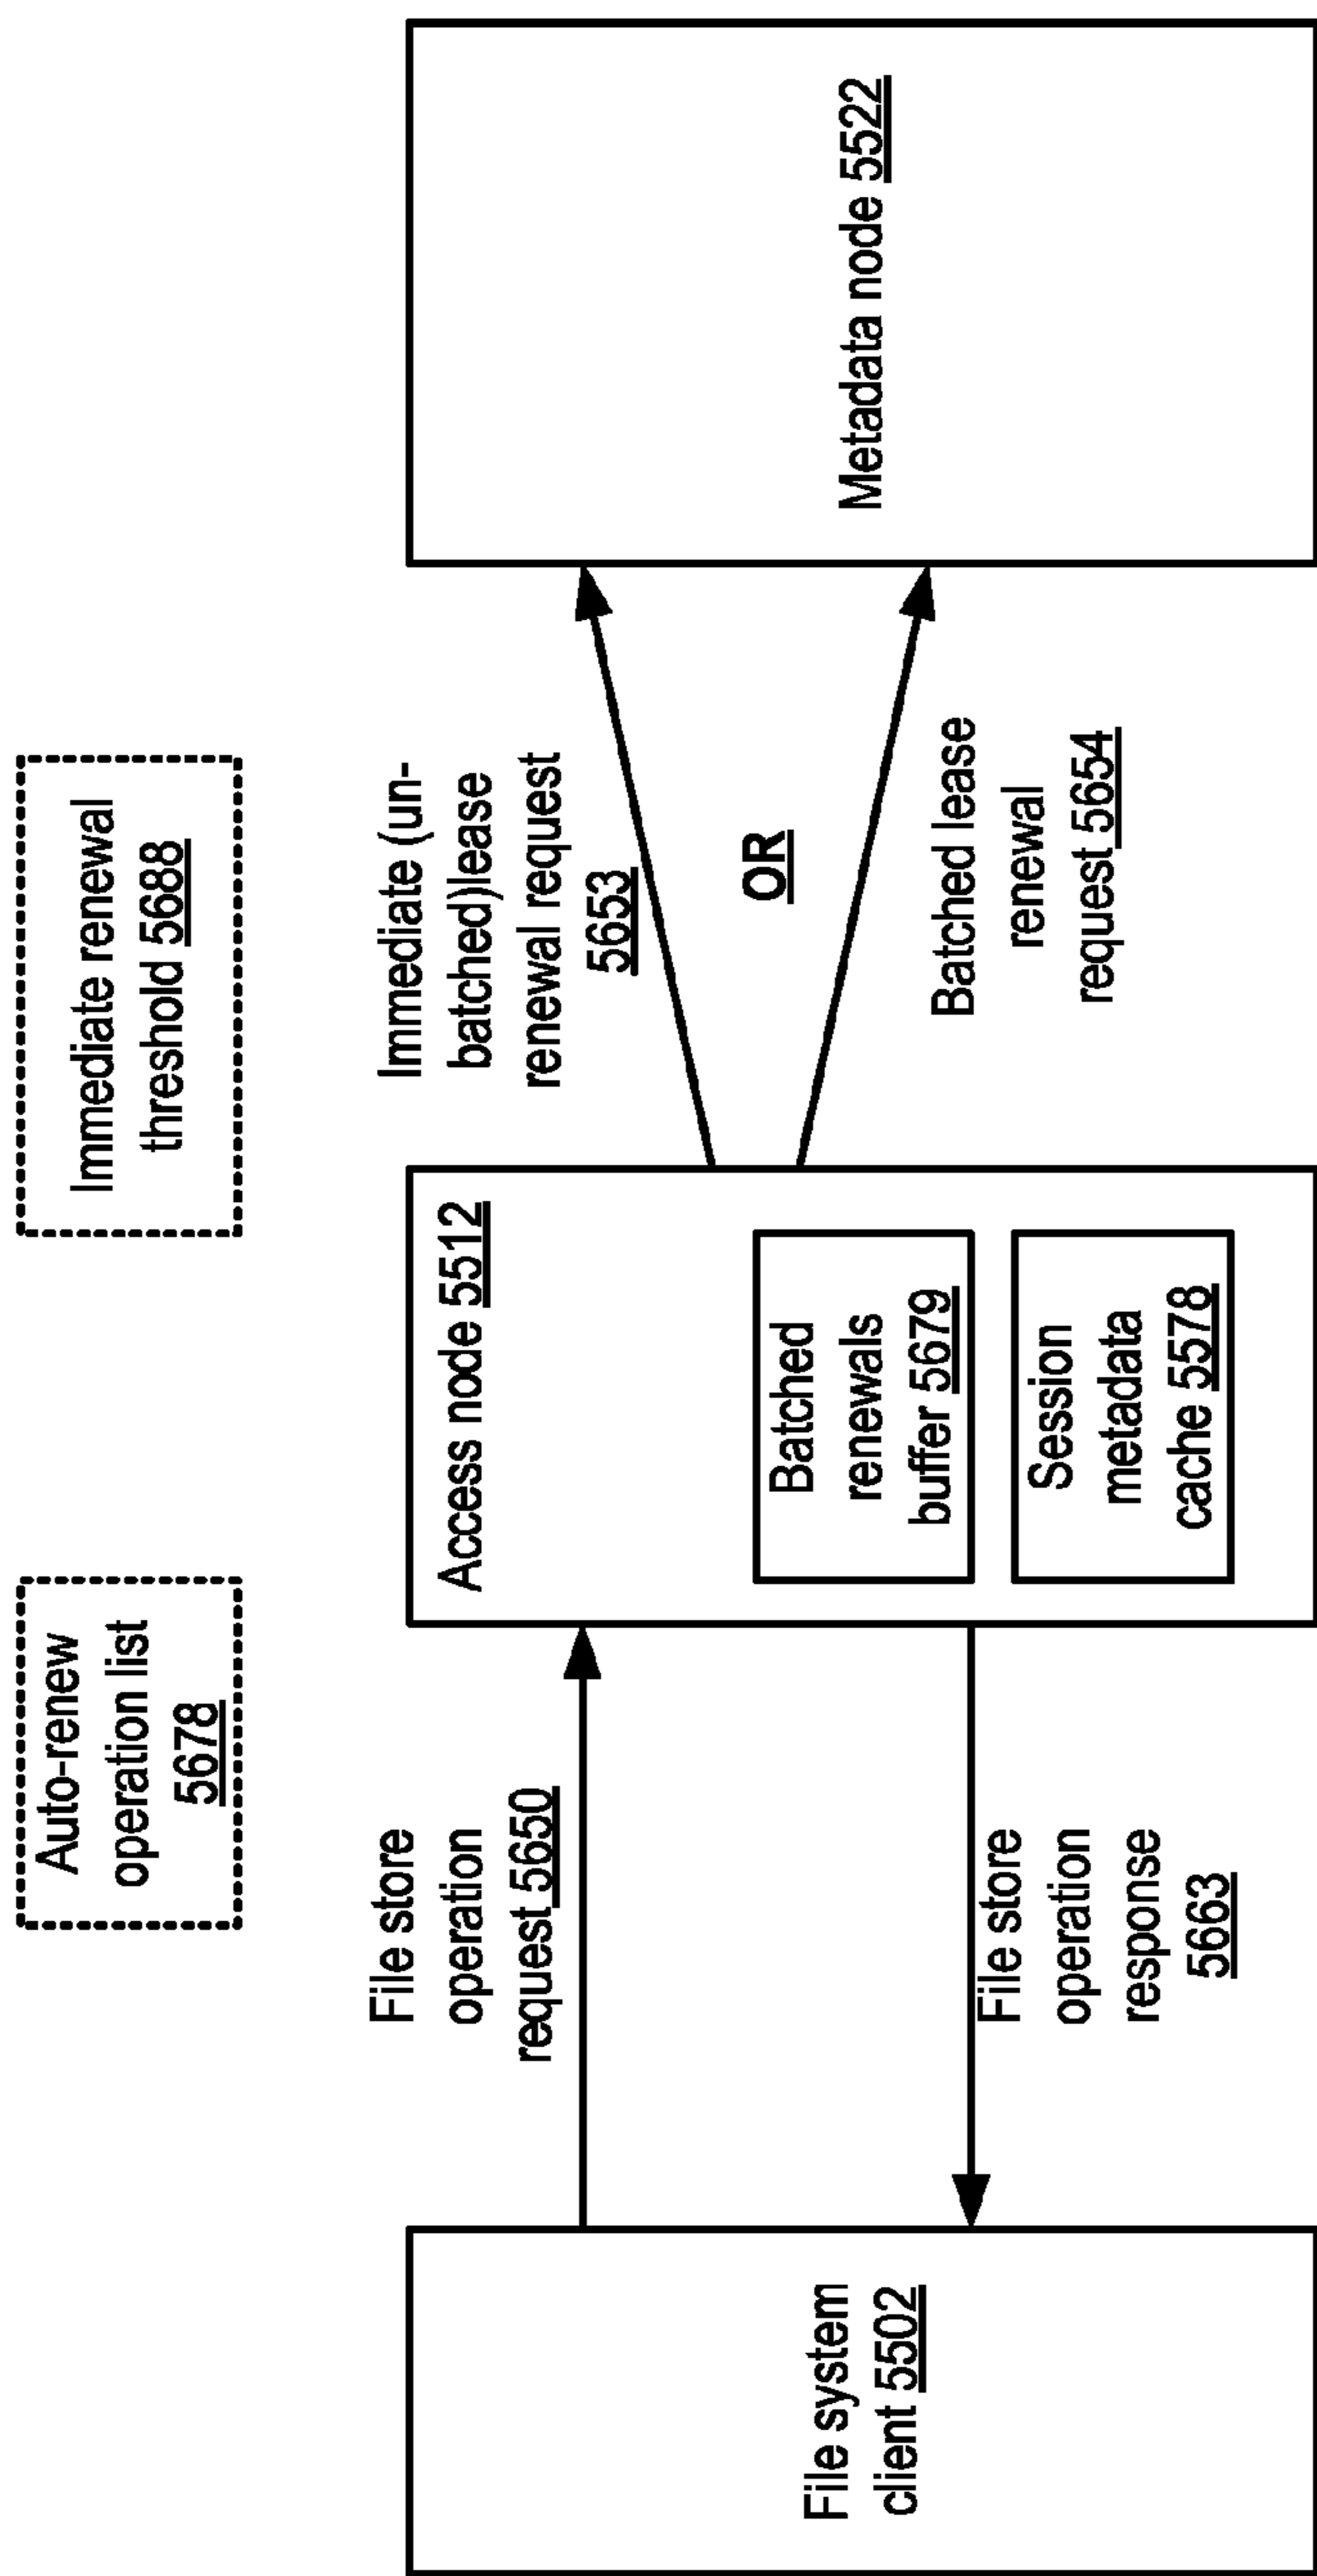 Auto-renew
operation list
5678
Immediate renewal
threshold 5688
File store
operation
request 5650
Immediate (un-
batched)lease
renewal request
5653
Access node 5512
File system
client 5502
Batched
renewals
buffer 5679
OR
Metadata node 5522
Batched lease
renewal
request 5654
File store
operation
response
5663
Session
metadata
cache 5578